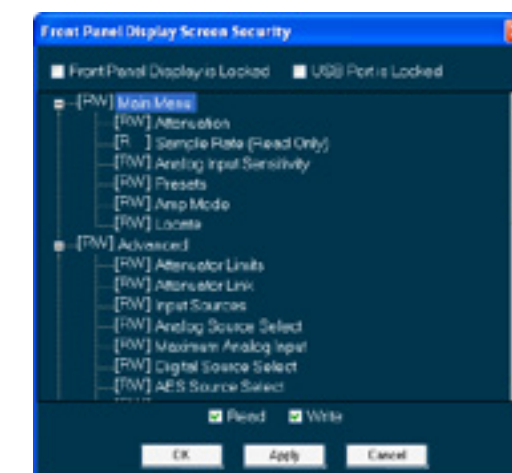 Front Panel Display Screen Security
Front Panel Display is Locked USB Port is Locked
[RW] Main Menu
[RW] Attenuation
[R ] Sample Rate (Read Only)
[RW] Analog Input Sensitivity
[RW] Presets
[RW] Amp Mode
[RW] Locate
[RW] Advanced
[RW] Attenuator Limits
[RW] Attenuator Link
[RW] Input Sources
[RW] Analog Source Select
[RW] Maximum Analog Input
[RW] Digital Source Select
[RW] AES Source Select
Read Write
OK Apply Cancel